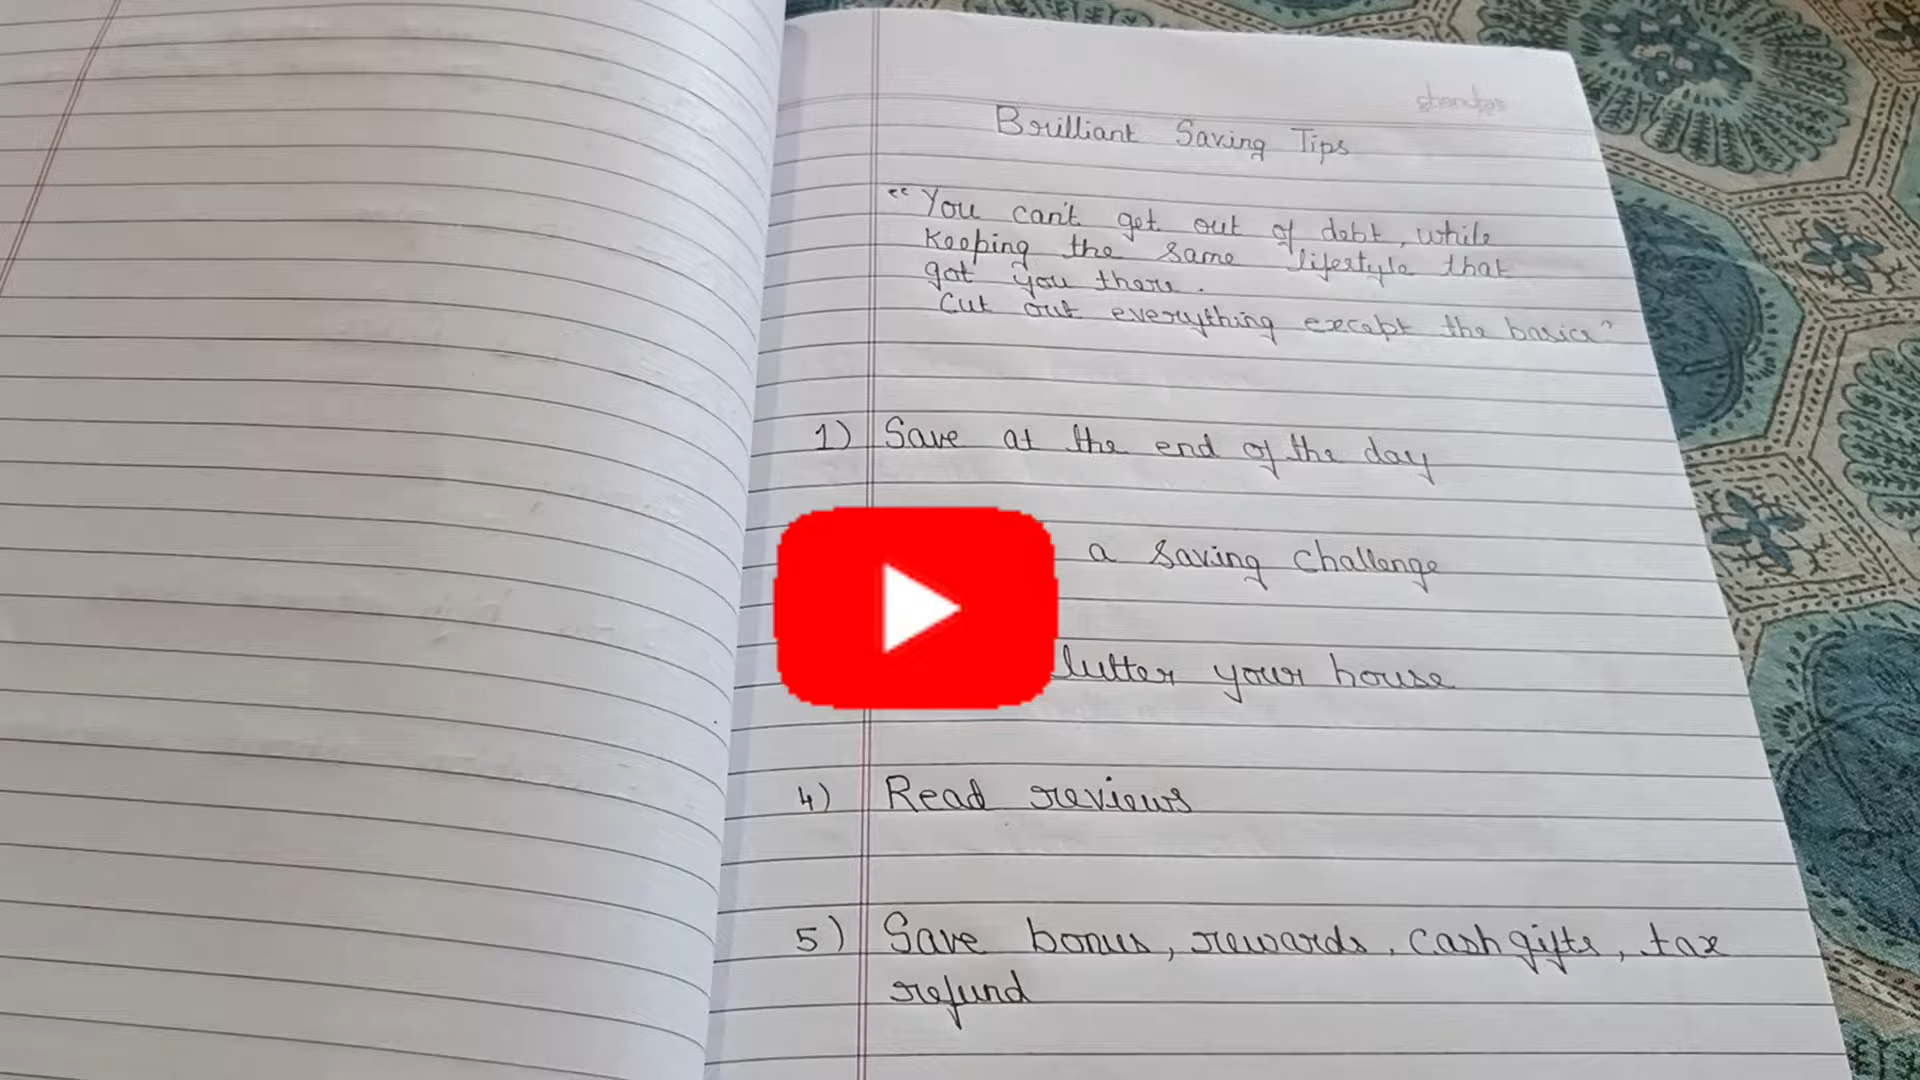 Brilliant Saving Tips
"You can't get out of debt, while
Keeping the same lifestyle that
got you there.
Cut out everything except the basics"
1) Save at the end of the day
a saving challenge
lutter your house
4) Read reviews
5) Save bonus, rewards, cash gifts, tax
refund